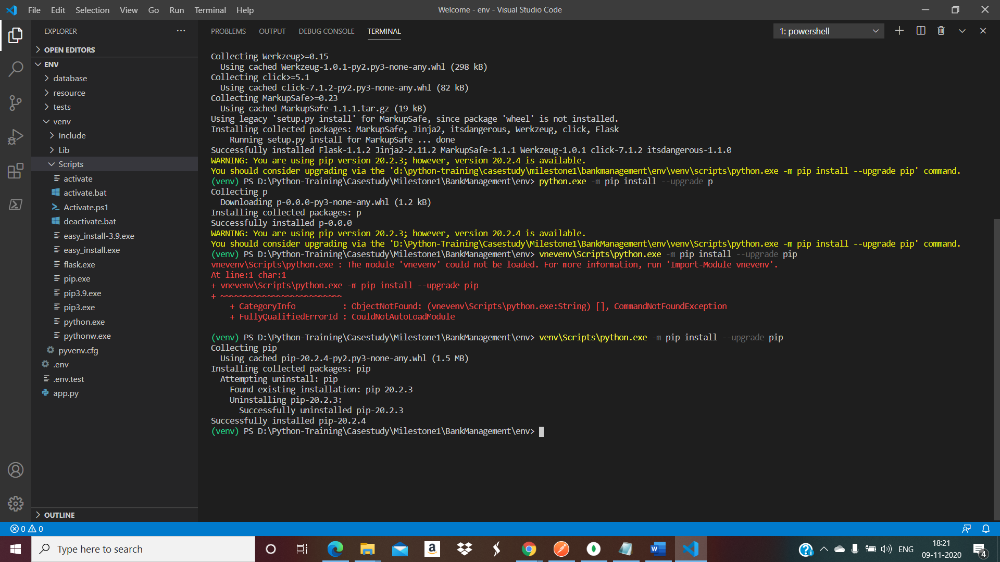 File Edit Selection View Go Run Terminal Help
Welcome - env - Visual Studio Code
EXPLORER
OPEN EDITORS
ENV
database
resource
tests
venv
Include
Lib
Scripts
activate
activate.bat
Activate.ps1
deactivate.bat
easy_install-3.9.exe
easy_install.exe
flask.exe
pip.exe
pip3.9.exe
pip3.exe
python.exe
pythonw.exe
pyvenv.cfg
.env
.env.test
app.py
OUTLINE
PROBLEMS OUTPUT DEBUG CONSOLE TERMINAL
1: powershell
Collecting Werkzeug>=0.15
Using cached Werkzeug-1.0.1-py2.py3-none-any.whl (298 kB)
Collecting click>=5.1
Using cached click-7.1.2-py2.py3-none-any.whl (82 kB)
Collecting MarkupSafe>=0.23
Using cached MarkupSafe-1.1.1.tar.gz (19 kB)
Using legacy 'setup.py install' for MarkupSafe, since package 'wheel' is not installed.
Installing collected packages: MarkupSafe, Jinja2, itsdangerous, Werkzeug, click, Flask
Running setup.py install for MarkupSafe ... done
Successfully installed Flask-1.1.2 Jinja2-2.11.2 MarkupSafe-1.1.1 Werkzeug-1.0.1 click-7.1.2 itsdangerous-1.1.0
WARNING: You are using pip version 20.2.3; however, version 20.2.4 is available.
You should consider upgrading via the 'd:\python-training\casestudy\milestone1\bankmanagement\env\venv\scripts\python.exe -m pip install --upgrade pip' command.
(venv) PS D:\Python-Training\Casestudy\Milestone1\BankManagement\env> python.exe -m pip install --upgrade p
Collecting p
Downloading p-0.0.0-py3-none-any.whl (1.2 kB)
Installing collected packages: p
Successfully installed p-0.0.0
WARNING: You are using pip version 20.2.3; however, version 20.2.4 is available.
You should consider upgrading via the 'D:\Python-Training\Casestudy\Milestone1\BankManagement\env\venv\Scripts\python.exe -m pip install --upgrade pip' command.
(venv) PS D:\Python-Training\Casestudy\Milestone1\BankManagement\env> vnevenv\Scripts\python.exe -m pip install --upgrade pip
vnevenv\Scripts\python.exe : The module 'vnevenv' could not be loaded. For more information, run 'Import-Module vnevenv'.
At line:1 char:1
+ vnevenv\Scripts\python.exe -m pip install --upgrade pip
+ ~~~~~~~~~~~~~~~~~~~~~~~~~~
+ CategoryInfo : ObjectNotFound: (vnevenv\Scripts\python.exe:String) [], CommandNotFoundException
+ FullyQualifiedErrorId : CouldNotAutoLoadModule
(venv) PS D:\Python-Training\Casestudy\Milestone1\BankManagement\env> venv\Scripts\python.exe -m pip install --upgrade pip
Collecting pip
Using cached pip-20.2.4-py2.py3-none-any.whl (1.5 MB)
Installing collected packages: pip
Attempting uninstall: pip
Found existing installation: pip 20.2.3
Uninstalling pip-20.2.3:
Successfully uninstalled pip-20.2.3
Successfully installed pip-20.2.4
(venv) PS D:\Python-Training\Casestudy\Milestone1\BankManagement\env>
0 0
Type here to search
ENG
18:21
09-11-2020
4